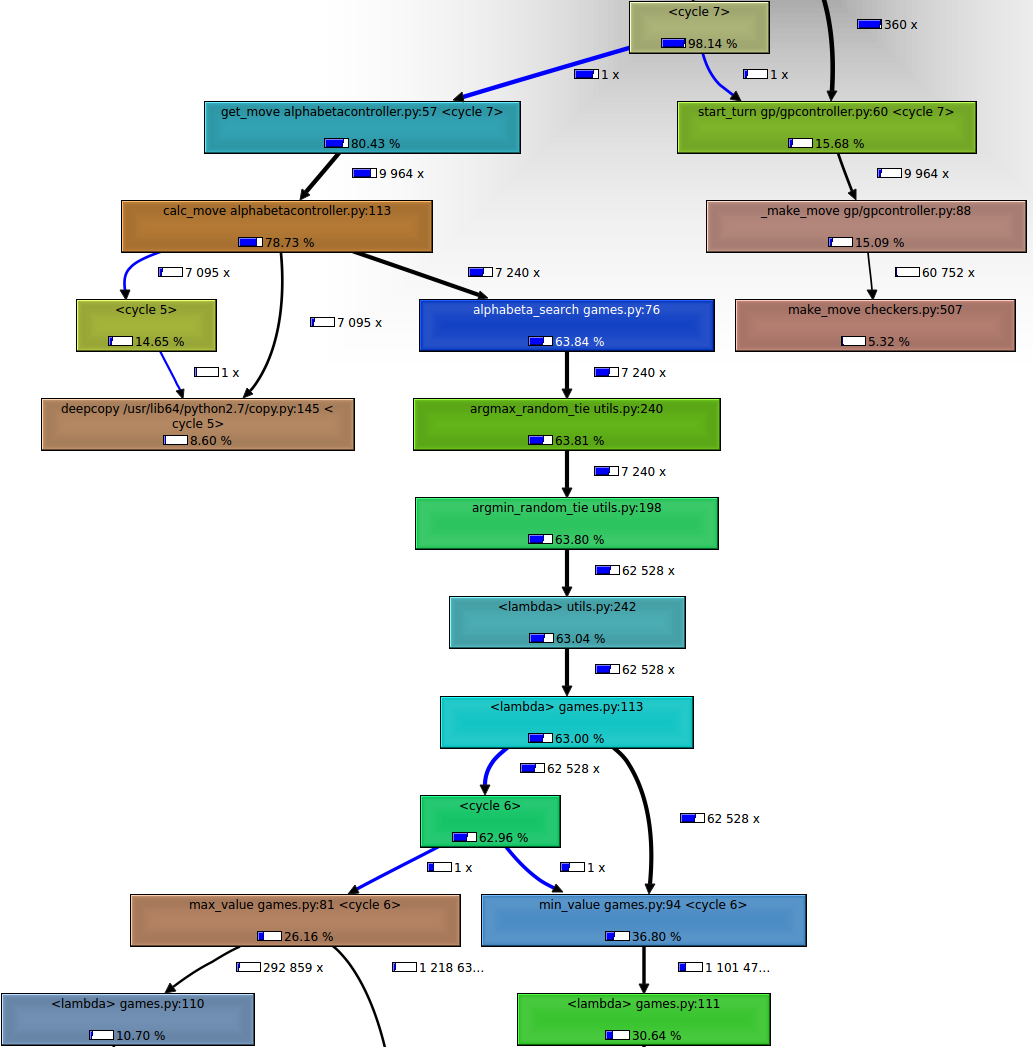 <cycle 7>
98.14 %
360 x
1 x
1 x
get_move alphabetacontroller.py:57 <cycle 7>
80.43 %
start_turn gp/gpcontroller.py:60 <cycle 7>
15.68 %
9 964 x
9 964 x
calc_move alphabetacontroller.py:113
78.73 %
_make_move gp/gpcontroller.py:88
15.09 %
7 095 x
7 240 x
60 752 x
<cycle 5>
14.65 %
7 095 x
alphabeta_search games.py:76
63.84 %
make_move checkers.py:507
5.32 %
1 x
7 240 x
deepcopy /usr/lib64/python2.7/copy.py:145 <
cycle 5>
8.60 %
argmax_random_tie utils.py:240
63.81 %
7 240 x
argmin_random_tie utils.py:198
63.80 %
62 528 x
<lambda> utils.py:242
63.04 %
62 528 x
<lambda> games.py:113
63.00 %
62 528 x
62 528 x
<cycle 6>
62.96 %
1 x
1 x
max_value games.py:81 <cycle 6>
26.16 %
min_value games.py:94 <cycle 6>
36.80 %
292 859 x
1 218 63...
1 101 47...
<lambda> games.py:110
10.70 %
<lambda> games.py:111
30.64 %